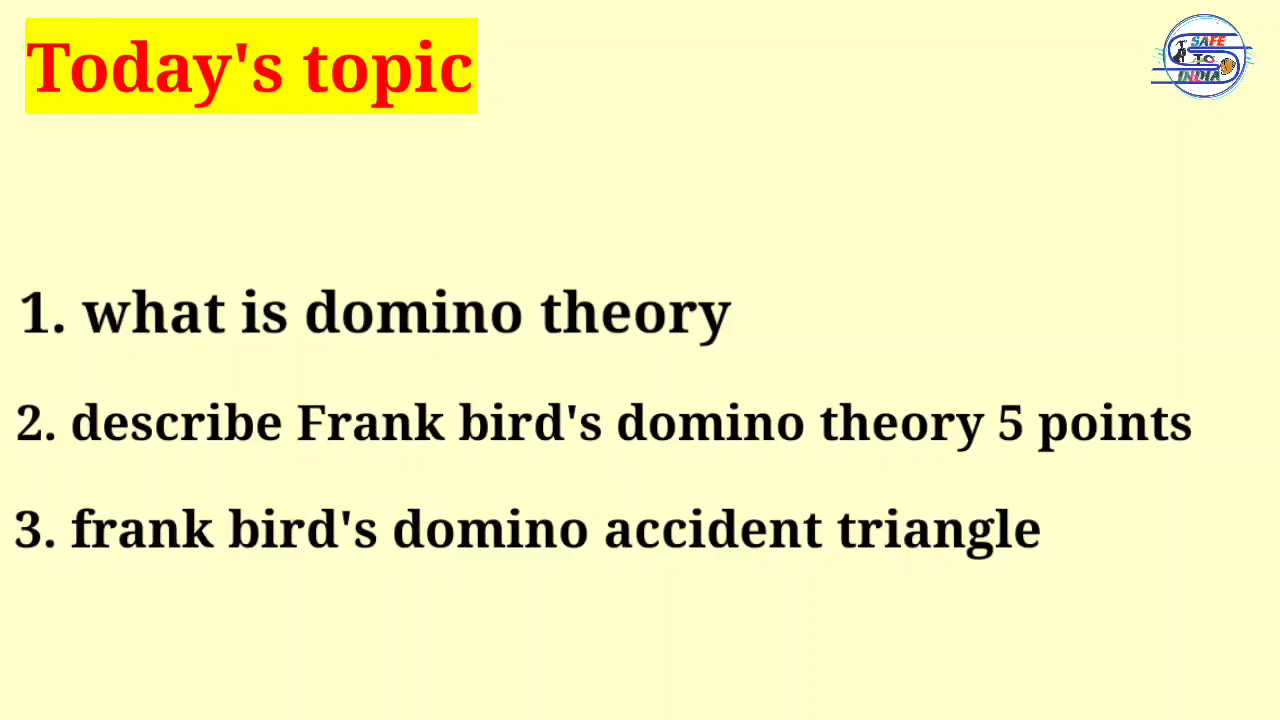 Today's topic
SAFE
TO
INDIA
1. what is domino theory
2. describe Frank bird's domino theory 5 points
3. frank bird's domino accident triangle